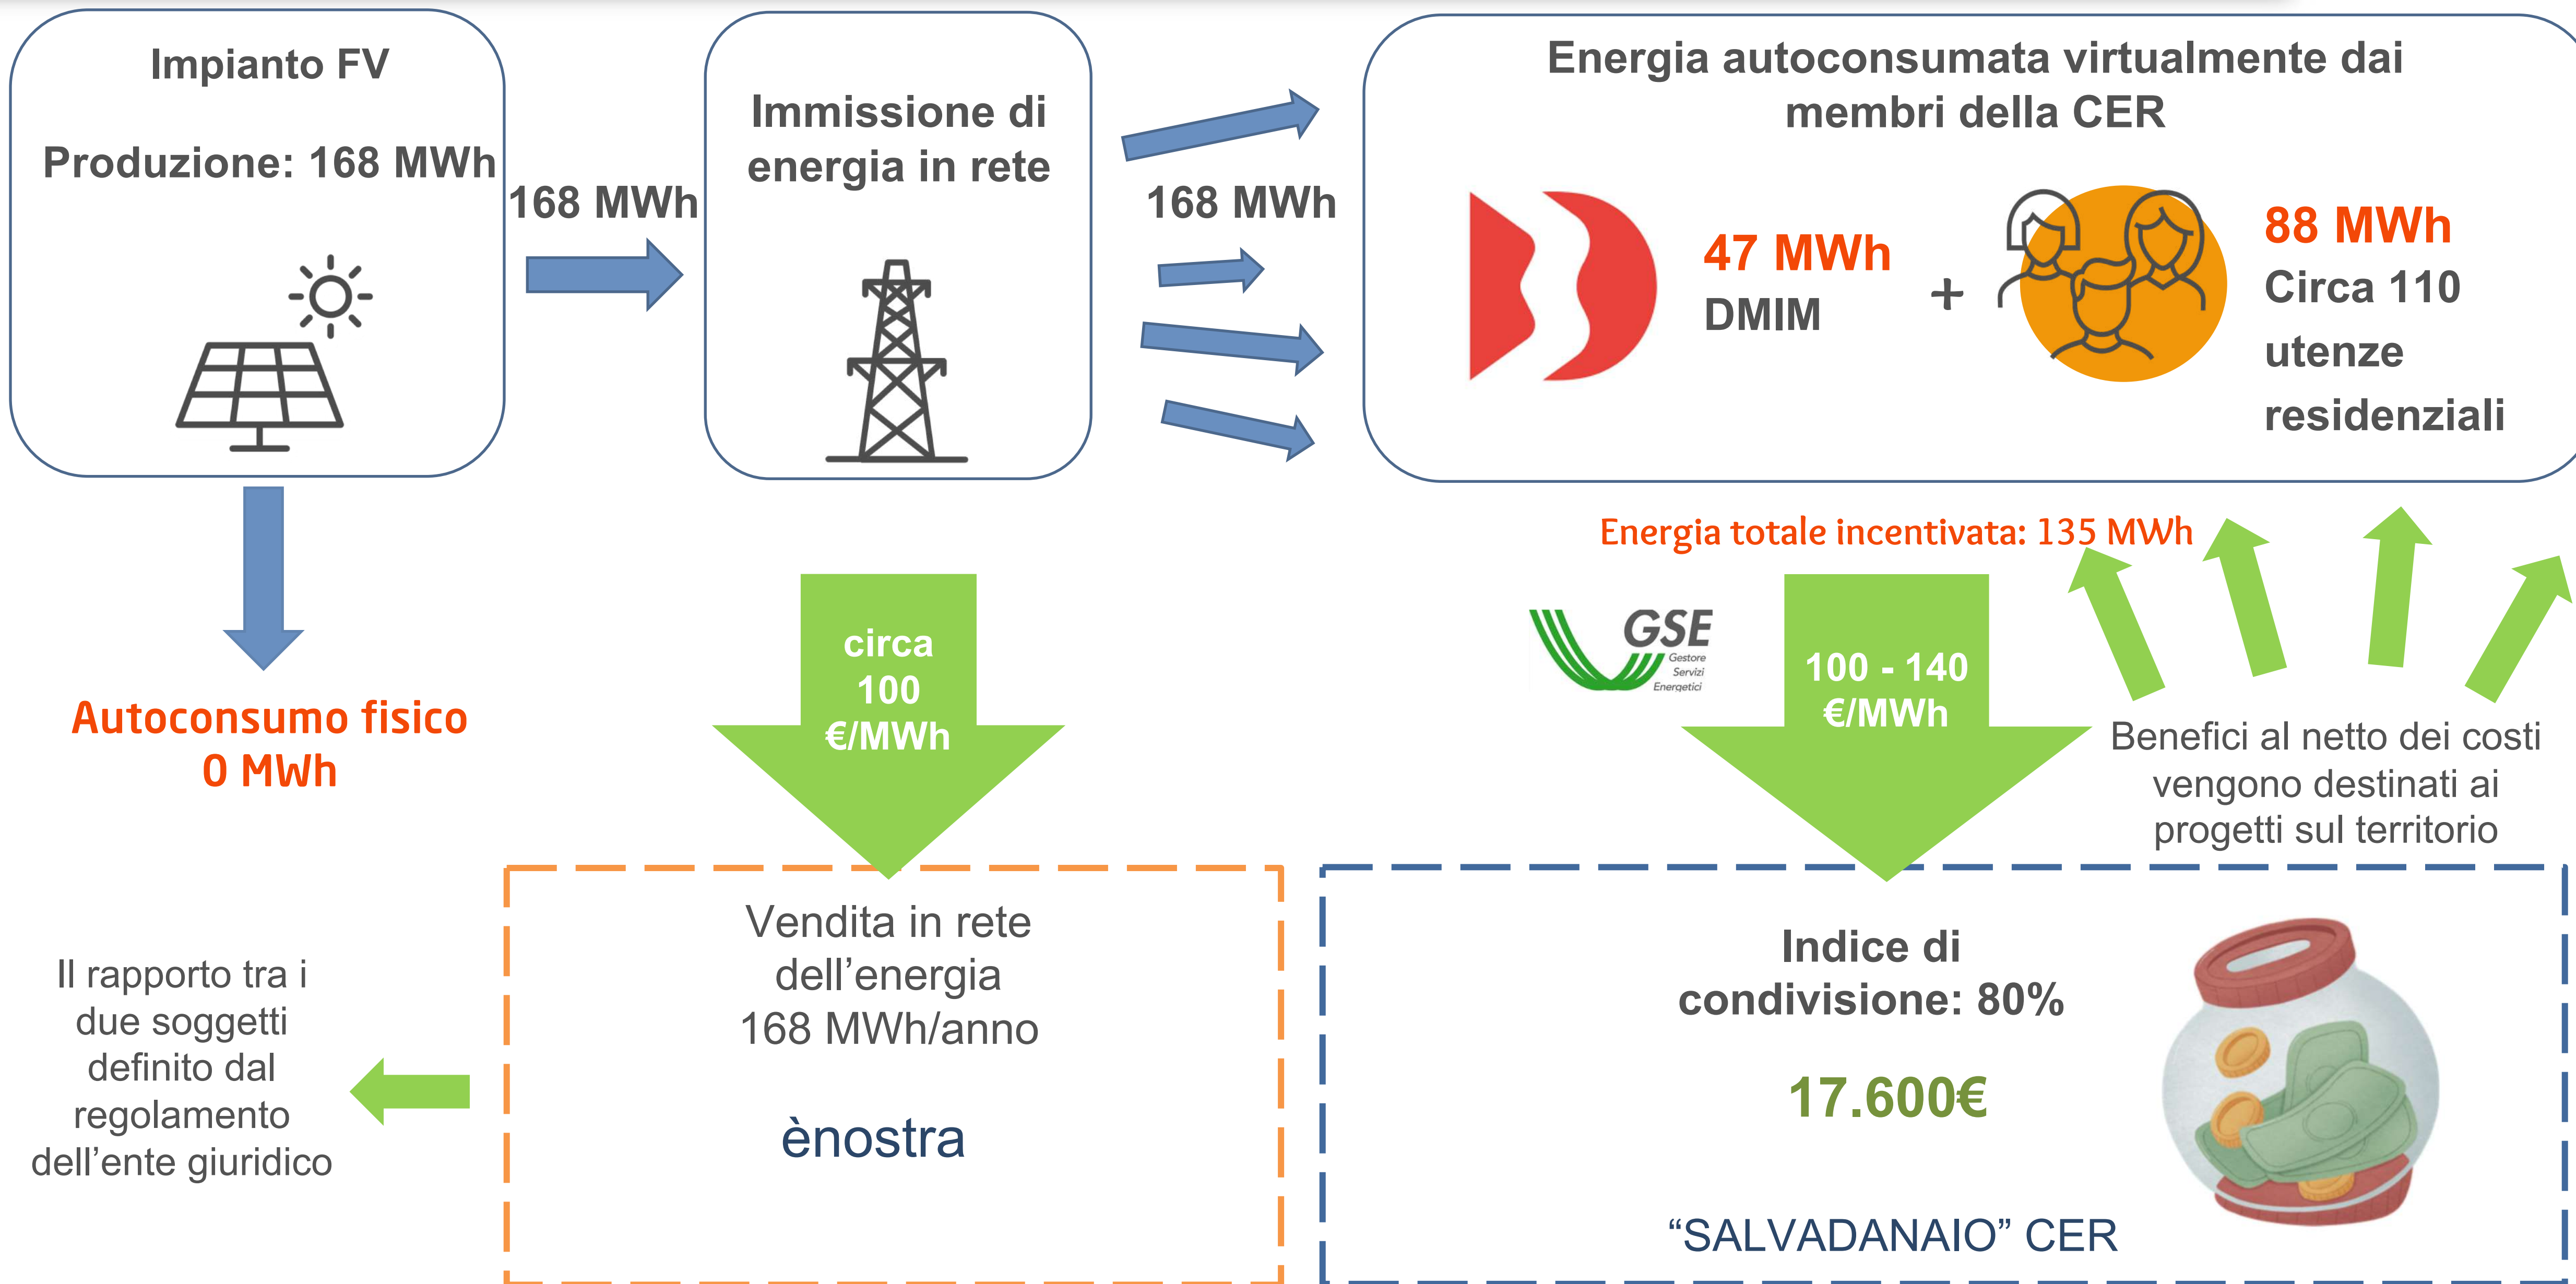 Impianto FV
Produzione: 168 MWh
168 MWh
Immissione di
energia in rete
168 MWh
Energia autoconsumata virtualmente dai
membri della CER
47 MWh
DMIM
+
88 MWh
Circa 110
utenze
residenziali
Autoconsumo fisico
0 MWh
circa
100
€/MWh
Energia totale incentivata: 135 MWh
GSE
Gestore
Servizi
Energetici
100 - 140
€/MWh
Benefici al netto dei costi
vengono destinati ai
progetti sul territorio
Il rapporto tra i
due soggetti
definito dal
regolamento
dell’ente giuridico
Vendita in rete
dell’energia
168 MWh/anno
ènostra
Indice di
condivisione: 80%
17.600€
“SALVADANAIO” CER